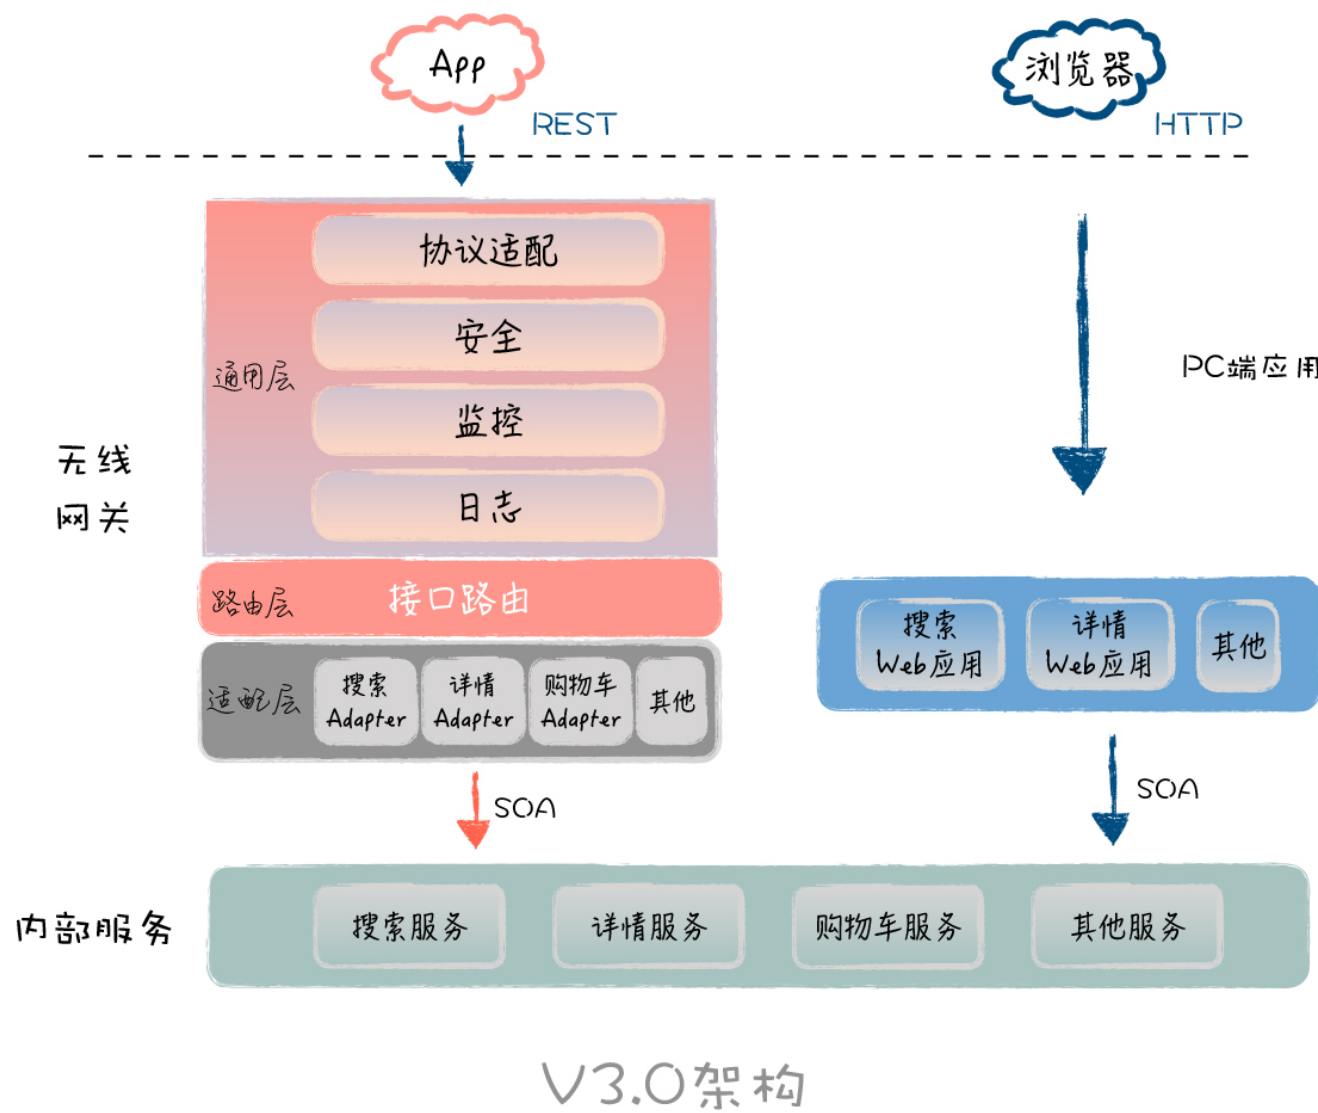 App
浏览器
REST
HTTP
协议适配
安全
通用层
监控
日志
PC端应用
无线
网关
路由层
接口路由
适配层
搜索
Adapter
详情
Adapter
购物车
Adapter
其他
搜索
Web应用
详情
Web应用
其他
SOA
SOA
内部服务
搜索服务
详情服务
购物车服务
其他服务
V3.0架构